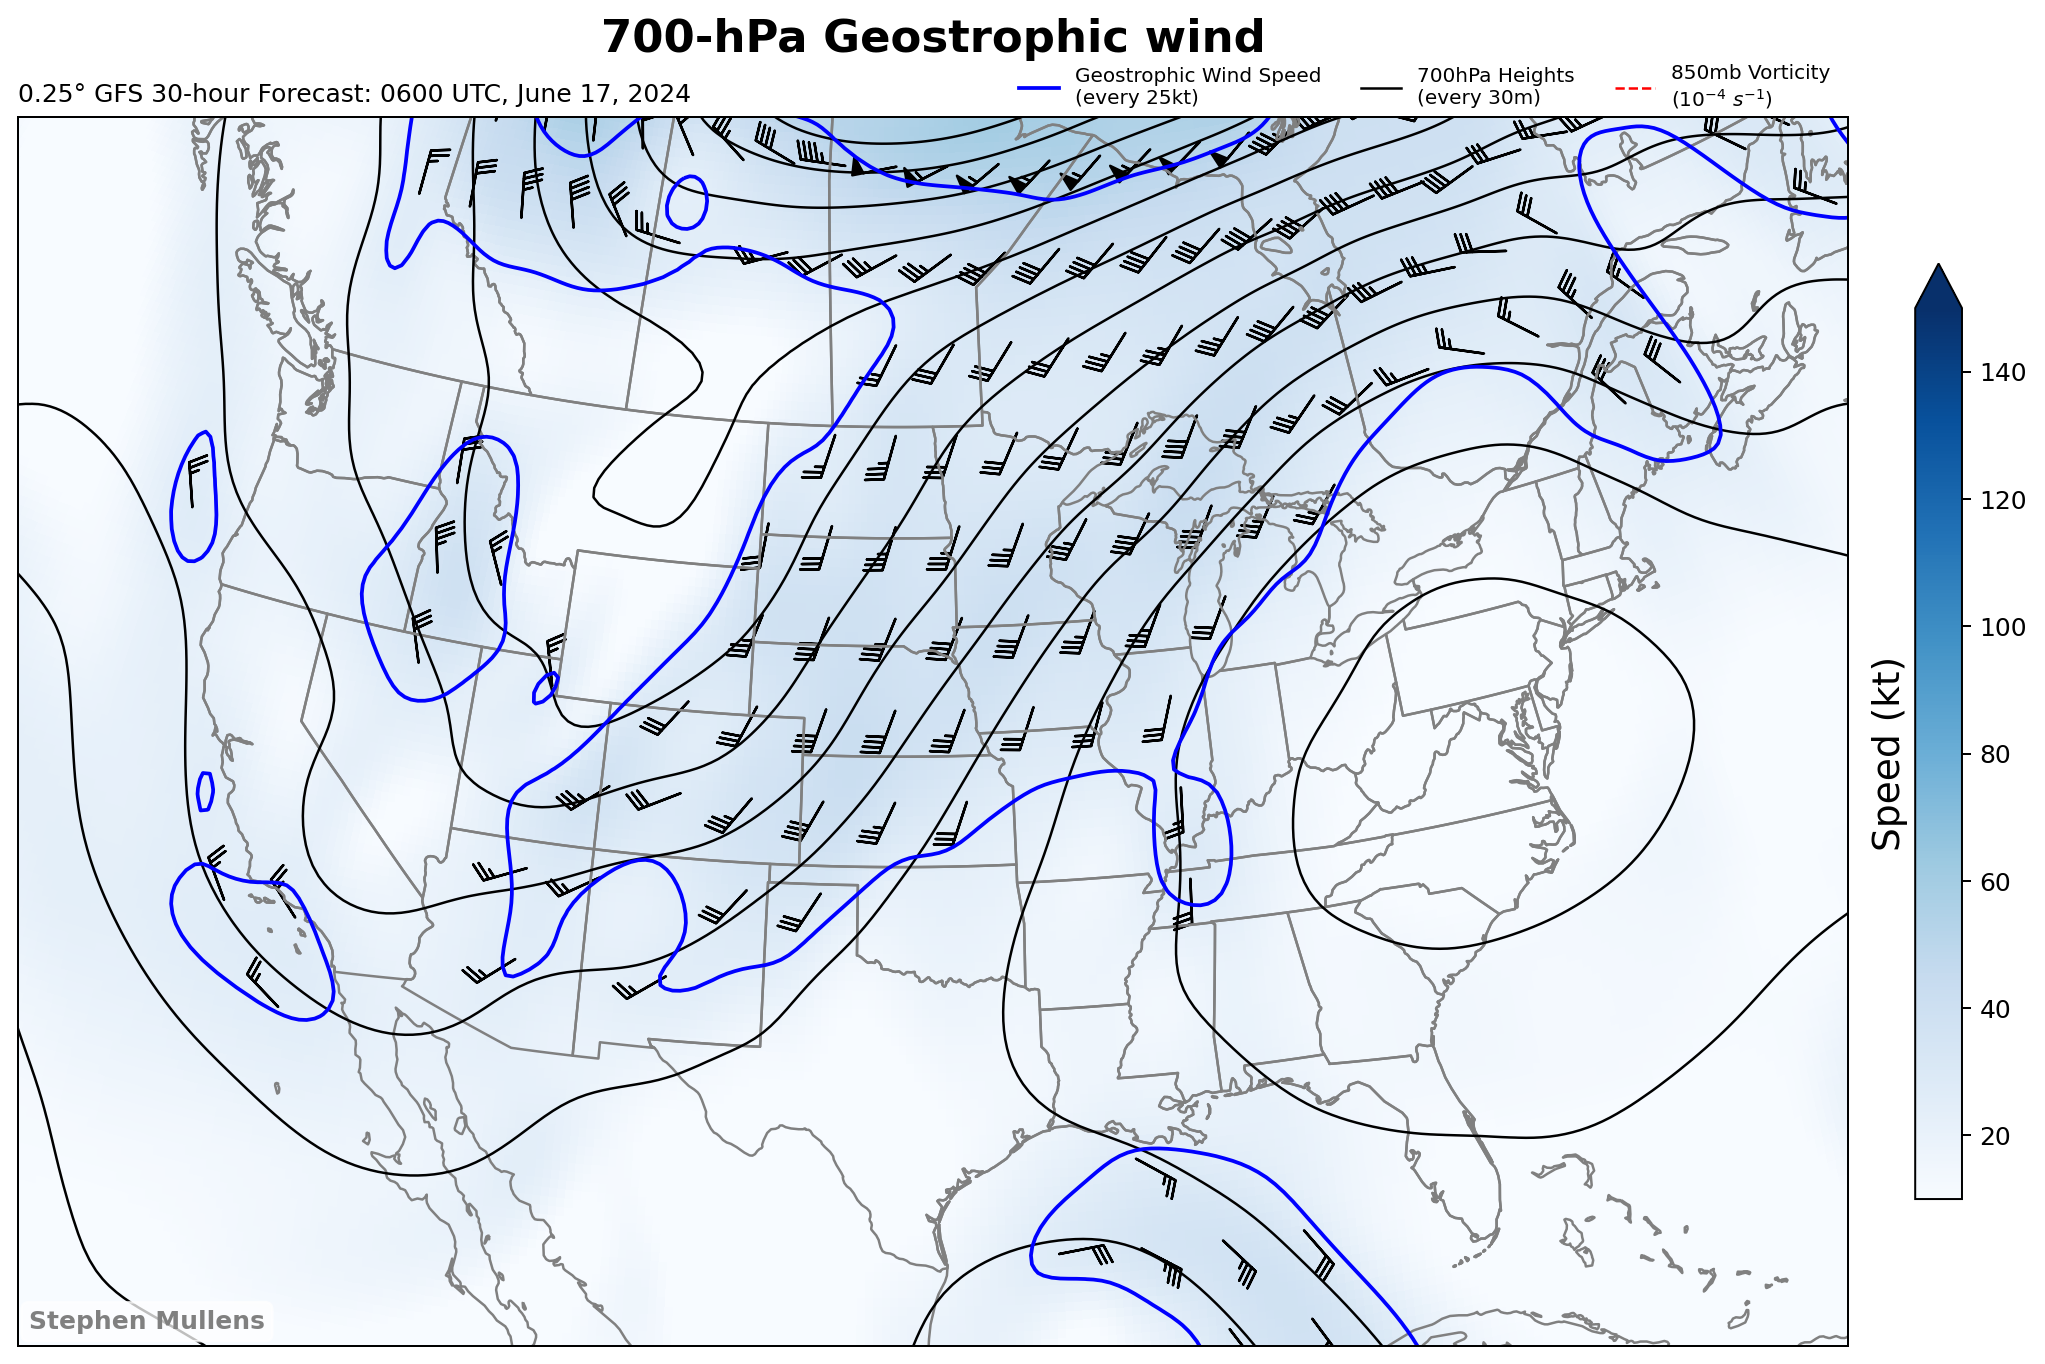 700-hPa Geostrophic wind
0.25° GFS 30-hour Forecast: 0600 UTC, June 17, 2024
Geostrophic Wind Speed
(every 25kt)
700hPa Heights
(every 30m)
850mb Vorticity
(10⁻⁴ s⁻¹)
140
120
100
80
60
40
20
Speed (kt)
Stephen Mullens